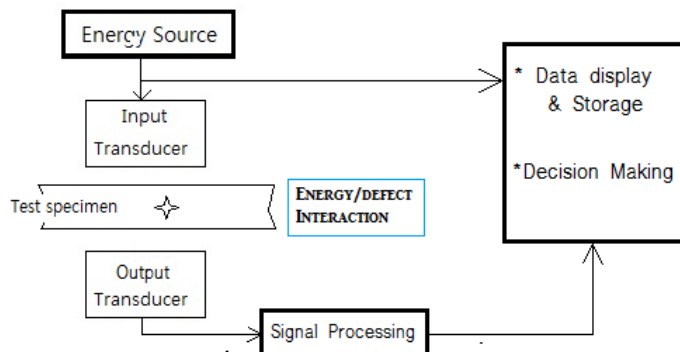 Energy Source
* Data display
& Storage
*Decision Making
Input
Transducer
Test specimen
ENERGY/DEFECT
INTERACTION
Output
Transducer
Signal Processing